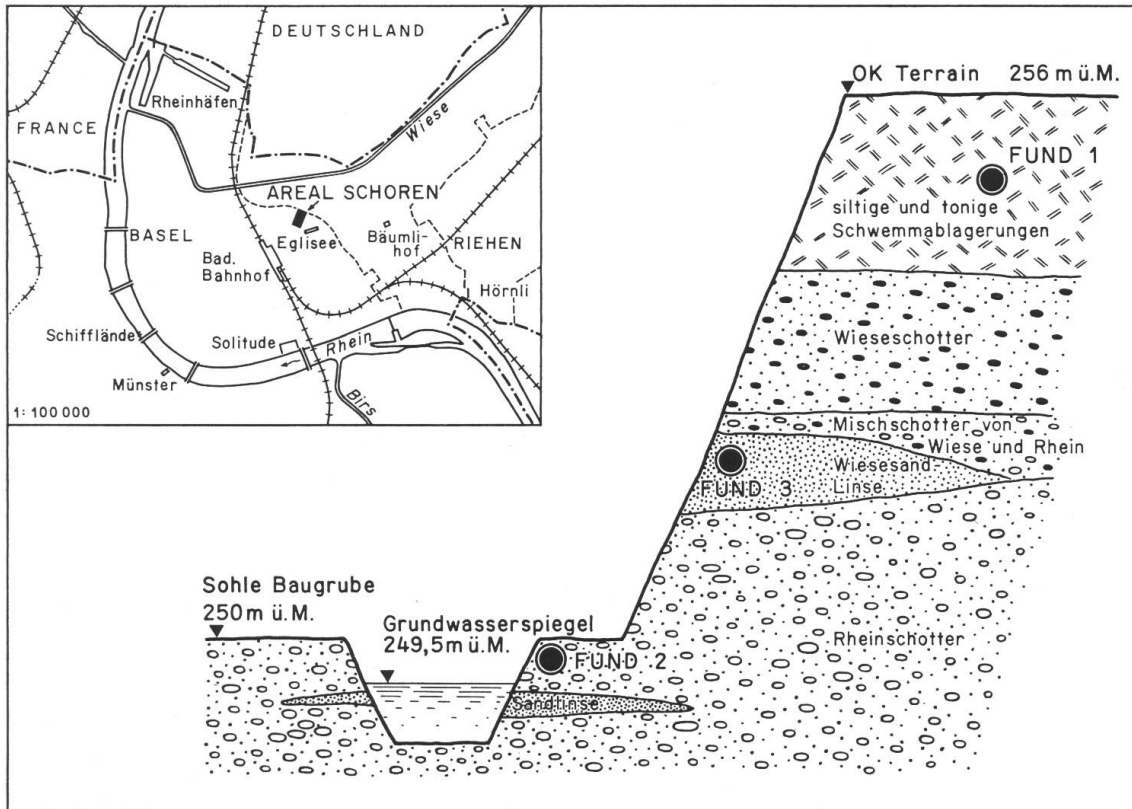 DEUTSCHLAND
Rheinhäfen
FRANCE
Wiese
AREAL SCHOREN
BASEL
Eglisee
Bäumli-
hof
RIEHEN
Bad.
Bahnhof
Hörnli
Schifflände
Solitude
Rhein
Münster
Birs
1:100 000
OK Terrain 256 m ü.M.
FUND 1
siltige und tonige
Schwemmablagerungen
Wieseschotter
Mischschotter von
Wiese und Rhein
Wiesesand-
Linse
FUND 3
Sohle Baugrube
250 m ü.M.
Grundwasserspiegel
249,5 m ü.M.
Rheinschotter
FUND 2
Sandlinse